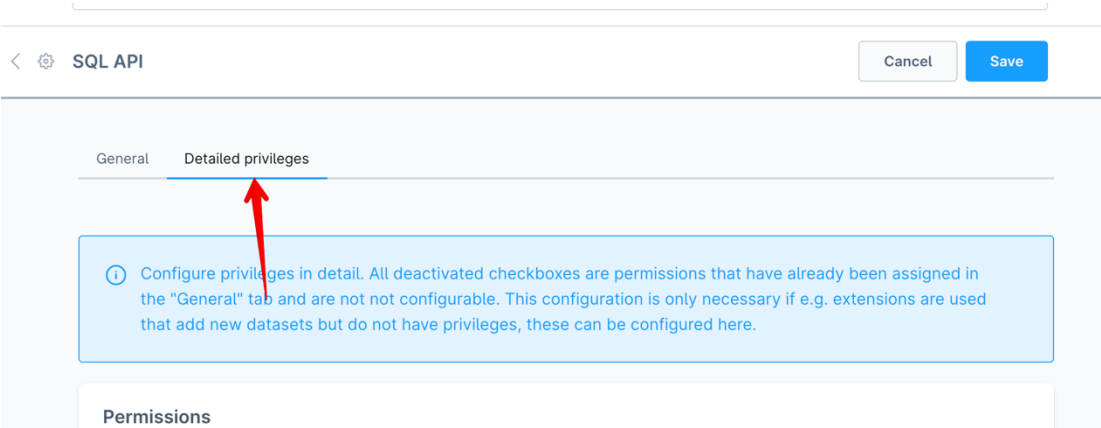 SQL API
Cancel
Save
General
Detailed privileges
Configure privileges in detail. All deactivated checkboxes are permissions that have already been assigned in
the "General" tab and are not not configurable. This configuration is only necessary if e.g. extensions are used
that add new datasets but do not have privileges, these can be configured here.
Permissions